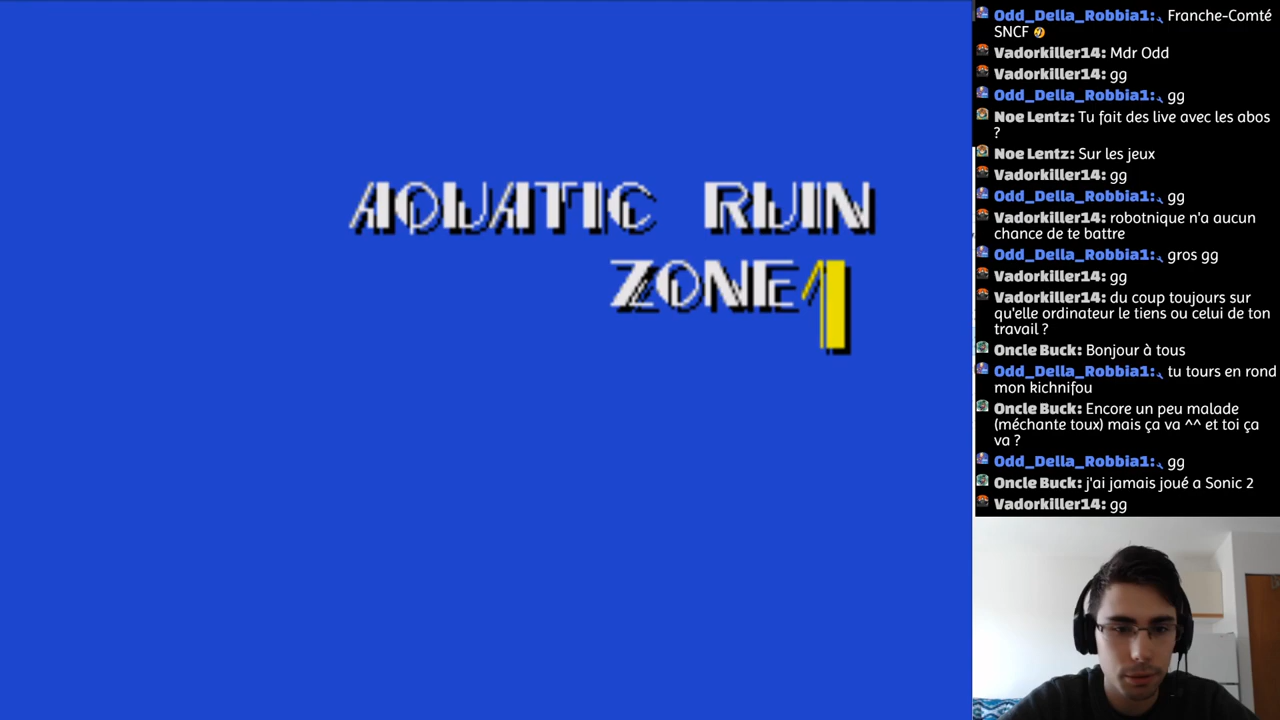 AQUATIC RUIN
ZONE 1
Odd_Della_Robbia1: Franche-Comté
SNCF 🤣
Vadorkiller14: Mdr Odd
Vadorkiller14: gg
Odd_Della_Robbia1: gg
Noe Lentz: Tu fait des live avec les abos
?
Noe Lentz: Sur les jeux
Vadorkiller14: gg
Odd_Della_Robbia1: gg
Vadorkiller14: robotnique n'a aucun
chance de te battre
Odd_Della_Robbia1: gros gg
Vadorkiller14: gg
Vadorkiller14: du coup toujours sur
qu'elle ordinateur le tiens ou celui de ton
travail ?
Oncle Buck: Bonjour à tous
Odd_Della_Robbia1: tu tours en rond
mon kichnifou
Oncle Buck: Encore un peu malade
(méchante toux) mais ça va ^^ et toi ça
va ?
Odd_Della_Robbia1: gg
Oncle Buck: j'ai jamais joué a Sonic 2
Vadorkiller14: gg